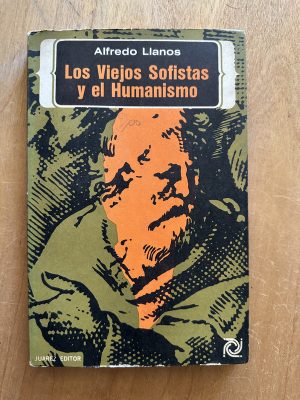 Alfredo Llanos
Los Viejos Sofistas
y el Humanismo
JUAREZ EDITOR